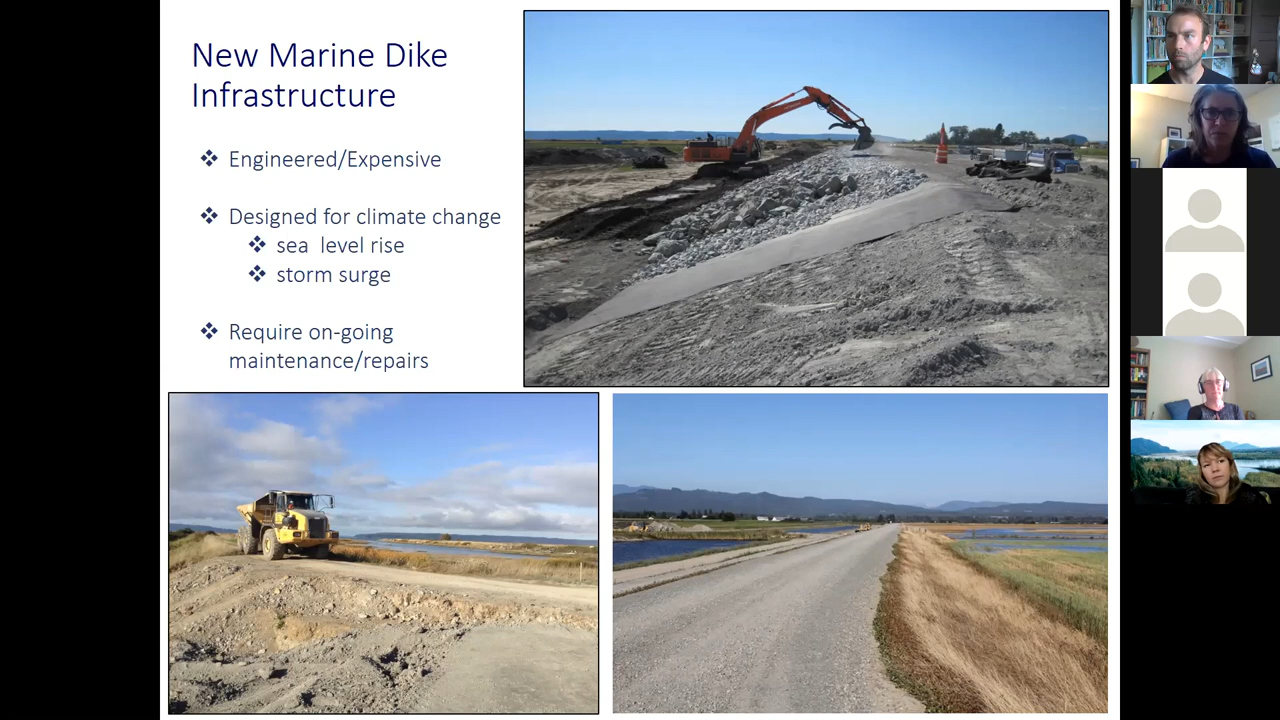 New Marine Dike
Infrastructure
❖ Engineered/Expensive
❖ Designed for climate change
❖ sea level rise
❖ storm surge
❖ Require on-going
maintenance/repairs